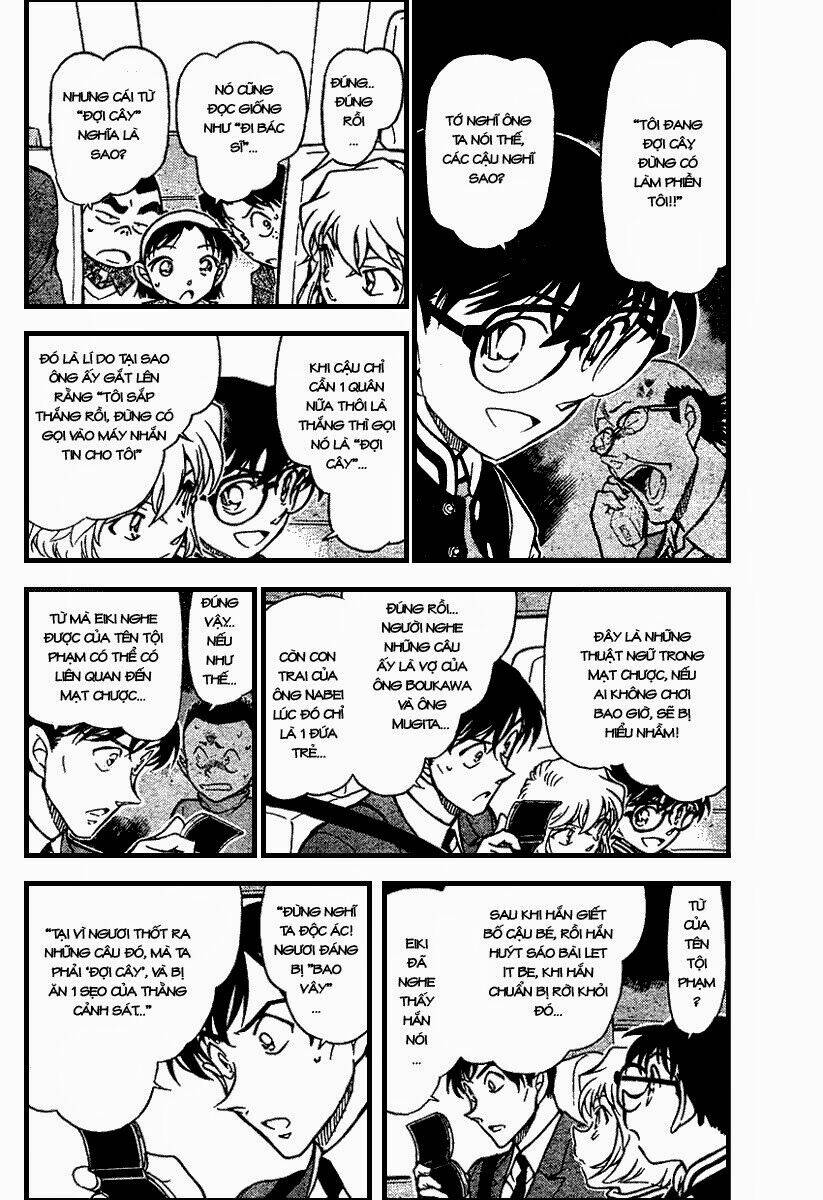 "TÔI ĐANG
ĐỢI CÂY
ĐỪNG CÓ
LÀM PHIỀN
TÔI!!"
TỚ NGHĨ ÔNG
TA NÓI THẾ,
CÁC CẬU NGHĨ
SAO?
ĐÚNG..
ĐÚNG
RỒI
...
NÓ CŨNG
ĐỌC GIỐNG
NHƯ "ĐI BÁC
SĨ"...
NHƯNG CÁI TỪ
"ĐỢI CÂY"
NGHĨA LÀ
SAO?
KHI CẬU CHỈ
CẦN 1 QUÂN
NỮA THÔI LÀ
THẮNG THÌ GỌI
NÓ LÀ "ĐỢI
CÂY"...
ĐÓ LÀ LÍ DO TẠI SAO
ÔNG ẤY GẮT LÊN
RẰNG "TÔI SẮP
THẮNG RỒI, ĐỪNG CÓ
GỌI VÀO MÁY NHẮN
TIN CHO TÔI"
ĐÂY LÀ NHỮNG
THUẬT NGỮ TRONG
MẠT CHƯỢC, NẾU
AI KHÔNG CHƠI
BAO GIỜ, SẼ BỊ
HIỂU NHẦM!
ĐÚNG RỒI...
NGƯỜI NGHE
NHỮNG CÂU
ẤY LÀ VỢ CỦA
ÔNG BOUKAWA
VÀ ÔNG
MUGITA...
CÒN CON
TRAI CỦA
ÔNG NABEI
LÚC ĐÓ CHỈ
LÀ 1 ĐỨA
TRẺ...
ĐÚNG
VẬY..
NẾU
NHƯ
THẾ...
TỪ MÀ EIKI NGHE
ĐƯỢC CỦA TÊN TỘI
PHẠM CÓ THỂ CÓ
LIÊN QUAN ĐẾN
MẠT CHƯỢC...
TỪ
CỦA
TÊN
TỘI
PHẠM
?
SAU KHI HẮN GIẾT
BỐ CẬU BÉ, RỒI HẮN
HUÝT SÁO BÀI LET
IT BE, KHI HẮN
CHUẨN BỊ RỜI KHỎI
ĐÓ...
EIKI
ĐÃ
NGHE
THẤY
HẮN
NÓI
...
"ĐỪNG NGHĨ
TA ĐỘC ÁC!
NGƯƠI ĐÁNG
BỊ "BAO
VÂY"
...
"TẠI VÌ NGƯƠI THỐT RA
NHỮNG CÂU ĐÓ, MÀ TA
PHẢI 'ĐỢI CÂY', VÀ BỊ
ĂN 1 SẸO CỦA THẰNG
CẢNH SÁT..."